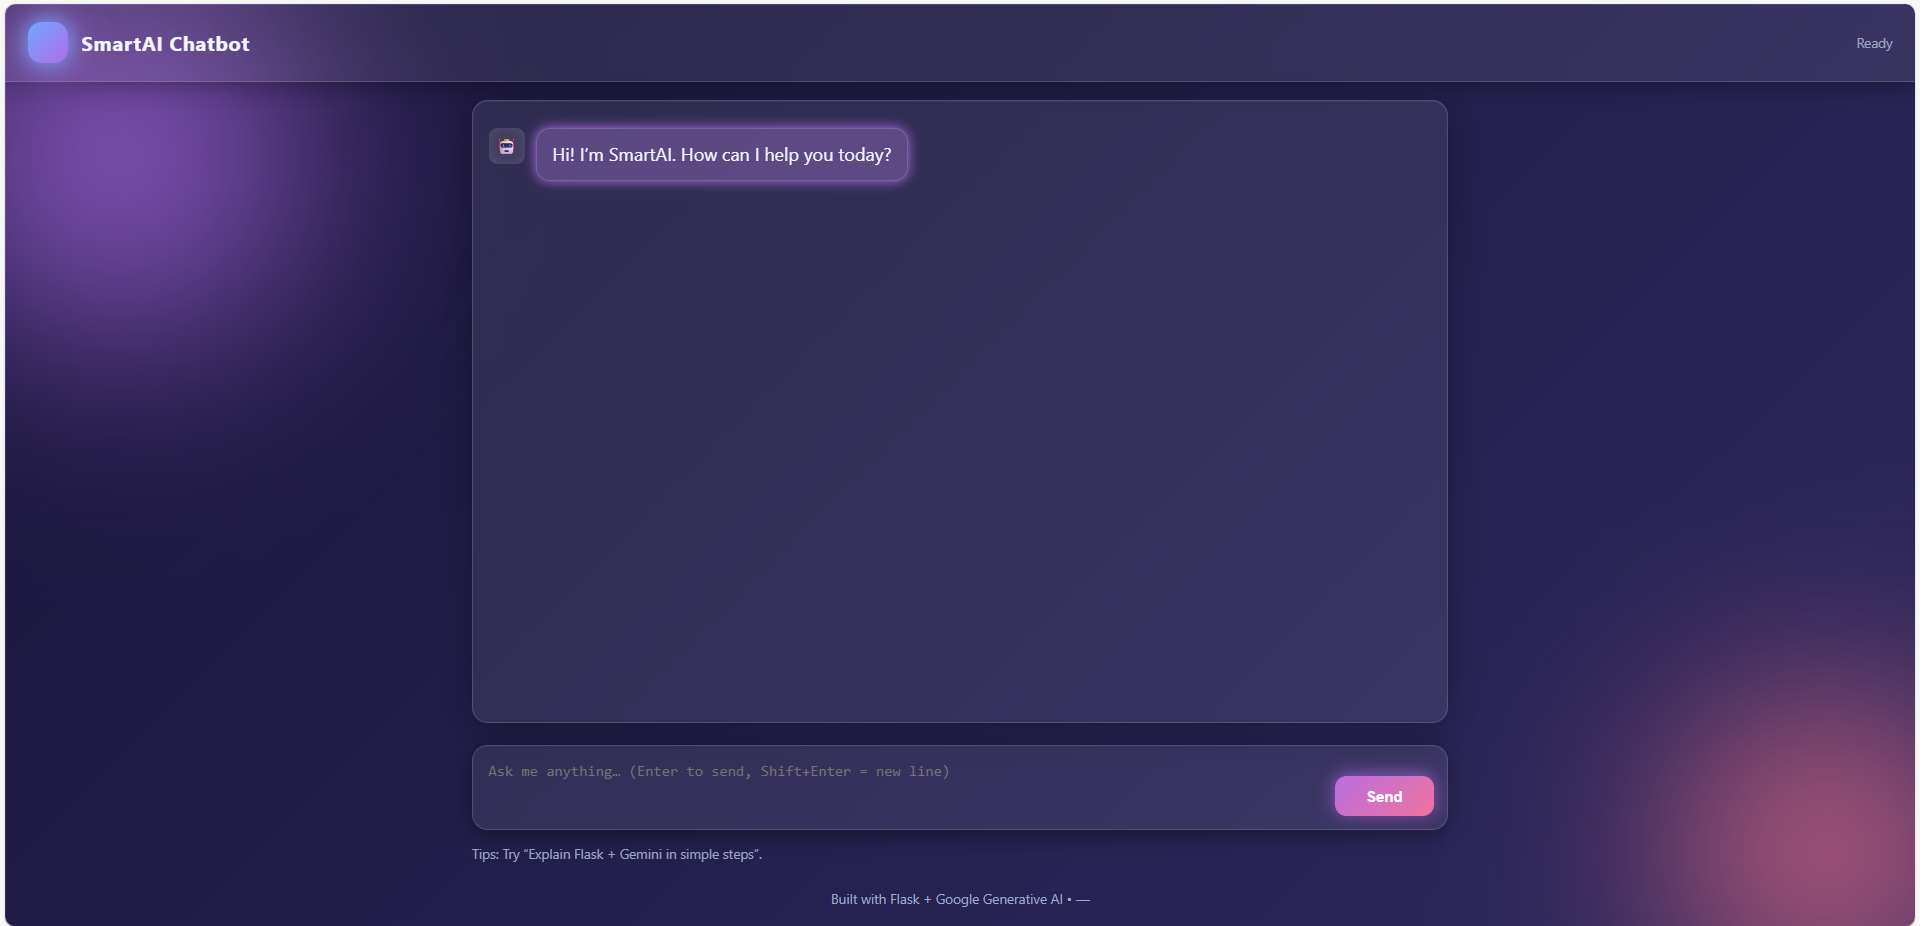 SmartAI Chatbot
Ready
Hi! I’m SmartAI. How can I help you today?
Ask me anything… (Enter to send, Shift+Enter = new line)
Send
Tips: Try “Explain Flask + Gemini in simple steps”.
Built with Flask + Google Generative AI • —